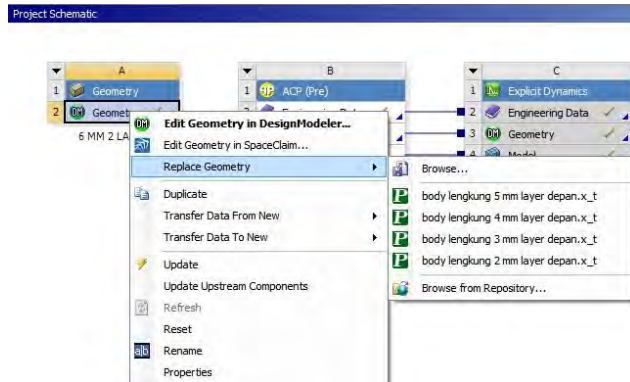 Project Schematic
A
1 Geometry
2 Geomet
6 MM 2 LA
B
1 ACP (Pre)
C
1 Explicit Dynamics
2 Engineering Data
3 Geometry
4 Model
Edit Geometry in DesignModeler...
Edit Geometry in SpaceClaim...
Replace Geometry
Duplicate
Transfer Data From New
Transfer Data To New
Update
Update Upstream Components
Refresh
Reset
Rename
Properties
Browse...
body lengkung 5 mm layer depan.x_t
body lengkung 4 mm layer depan.x_t
body lengkung 3 mm layer depan.x_t
body lengkung 2 mm layer depan.x_t
Browse from Repository...